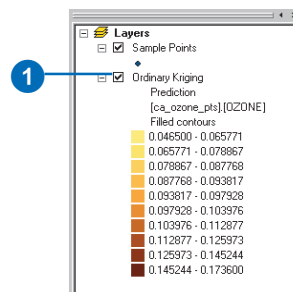 Layers
Sample Points
1
Ordinary Kriging
Prediction
[ca_ozone_pts].[OZONE]
Filled contours
0.046500 - 0.065771
0.065771 - 0.078867
0.078867 - 0.087768
0.087768 - 0.093817
0.093817 - 0.097928
0.097928 - 0.103976
0.103976 - 0.112877
0.112877 - 0.125973
0.125973 - 0.145244
0.145244 - 0.173600